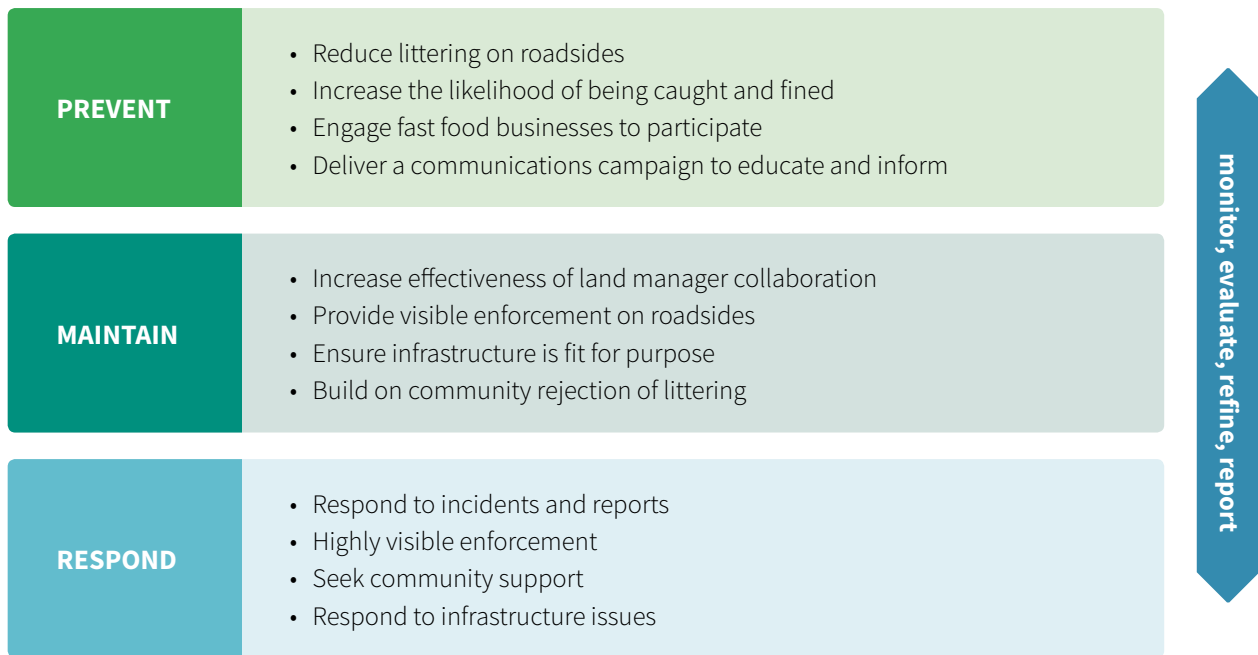 PREVENT
• Reduce littering on roadsides
• Increase the likelihood of being caught and fined
• Engage fast food businesses to participate
• Deliver a communications campaign to educate and inform
MAINTAIN
• Increase effectiveness of land manager collaboration
• Provide visible enforcement on roadsides
• Ensure infrastructure is fit for purpose
• Build on community rejection of littering
RESPOND
• Respond to incidents and reports
• Highly visible enforcement
• Seek community support
• Respond to infrastructure issues
monitor, evaluate, refine, report